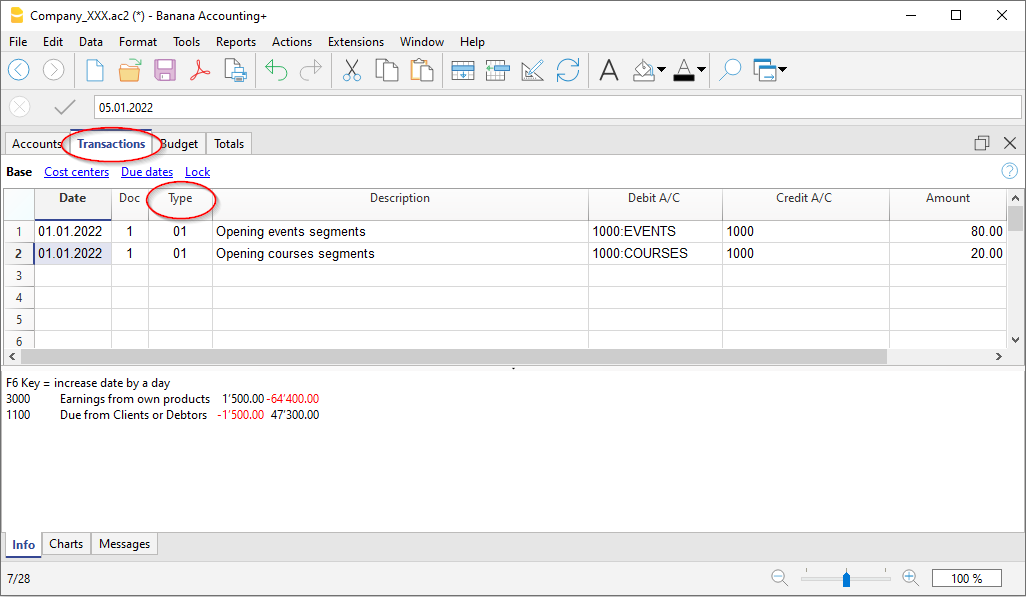 Company_XXX.ac2 (*) - Banana Accounting+
File Edit Data Format Tools Reports Actions Extensions Window Help
05.01.2022
Accounts Transactions Budget Totals
Base Cost centers Due dates Lock
Date Doc Type Description Debit A/C Credit A/C Amount
1 01.01.2022 1 01 Opening events segments 1000:EVENTS 1000 80.00
2 01.01.2022 1 01 Opening courses segments 1000:COURSES 1000 20.00
3
4
5
6
F6 Key = increase date by a day
3000 Earnings from own products 1'500.00 -64'400.00
1100 Due from Clients or Debtors -1'500.00 47'300.00
Info Charts Messages
7/28 100 %